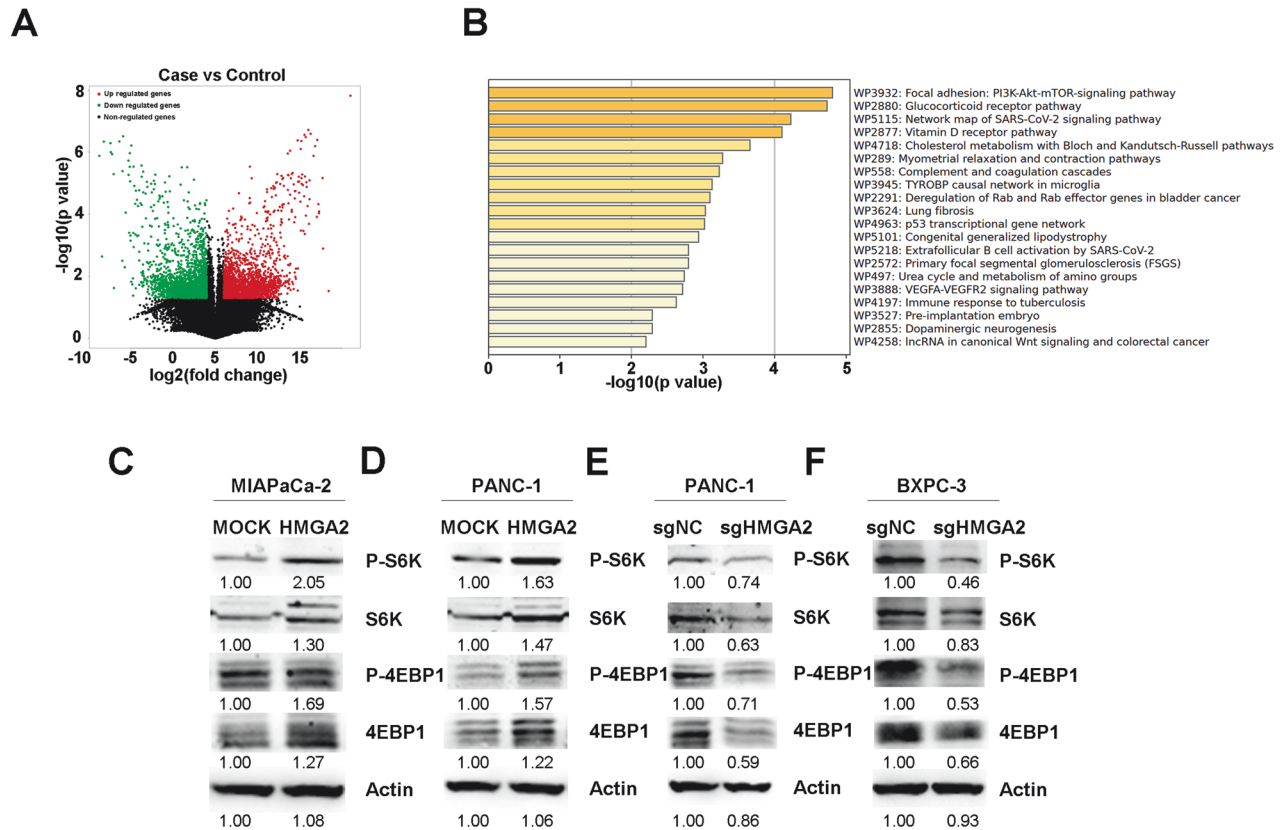 A
B
Case vs Control
Up regulated genes
Down regulated genes
Non-regulated genes
8
6
4
2
0
-log10(p value)
-10 -5 0 5 10 15
log2(fold change)
WP3932: Focal adhesion: PI3K-Akt-mTOR-signaling pathway
WP2880: Glucocorticoid receptor pathway
WP5115: Network map of SARS-CoV-2 signaling pathway
WP2877: Vitamin D receptor pathway
WP4718: Cholesterol metabolism with Bloch and Kandutsch-Russell pathways
WP289: Myometrial relaxation and contraction pathways
WP558: Complement and coagulation cascades
WP3945: TYROBP causal network in microglia
WP2291: Deregulation of Rab and Rab effector genes in bladder cancer
WP3624: Lung fibrosis
WP4963: p53 transcriptional gene network
WP5101: Congenital generalized lipodystrophy
WP5218: Extrafollicular B cell activation by SARS-CoV-2
WP2572: Primary focal segmental glomerulosclerosis (FSGS)
WP497: Urea cycle and metabolism of amino groups
WP3888: VEGFA-VEGFR2 signaling pathway
WP4197: Immune response to tuberculosis
WP3527: Pre-implantation embryo
WP2855: Dopaminergic neurogenesis
WP4258: lncRNA in canonical Wnt signaling and colorectal cancer
0 1 2 3 4 5
-log10(p value)
C D E F
MIAPaCa-2 PANC-1 PANC-1 BXPC-3
MOCK HMGA2 MOCK HMGA2 sgNC sgHMGA2 sgNC sgHMGA2
P-S6K P-S6K P-S6K P-S6K
1.00 2.05 1.00 1.63 1.00 0.74 1.00 0.46
S6K S6K S6K S6K
1.00 1.30 1.00 1.47 1.00 0.63 1.00 0.83
P-4EBP1 P-4EBP1 P-4EBP1 P-4EBP1
1.00 1.69 1.00 1.57 1.00 0.71 1.00 0.53
4EBP1 4EBP1 4EBP1 4EBP1
1.00 1.27 1.00 1.22 1.00 0.59 1.00 0.66
Actin Actin Actin Actin
1.00 1.08 1.00 1.06 1.00 0.86 1.00 0.93